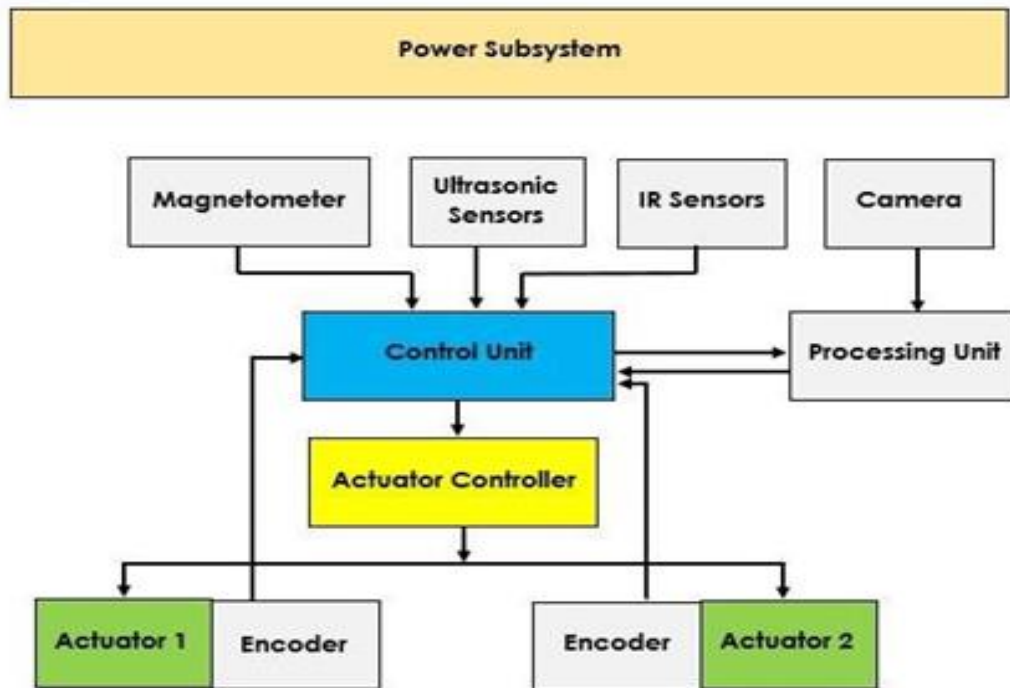 Power Subsystem
Magnetometer
Ultrasonic
Sensors
IR Sensors
Camera
Control Unit
Processing Unit
Actuator Controller
Actuator 1
Encoder
Encoder
Actuator 2